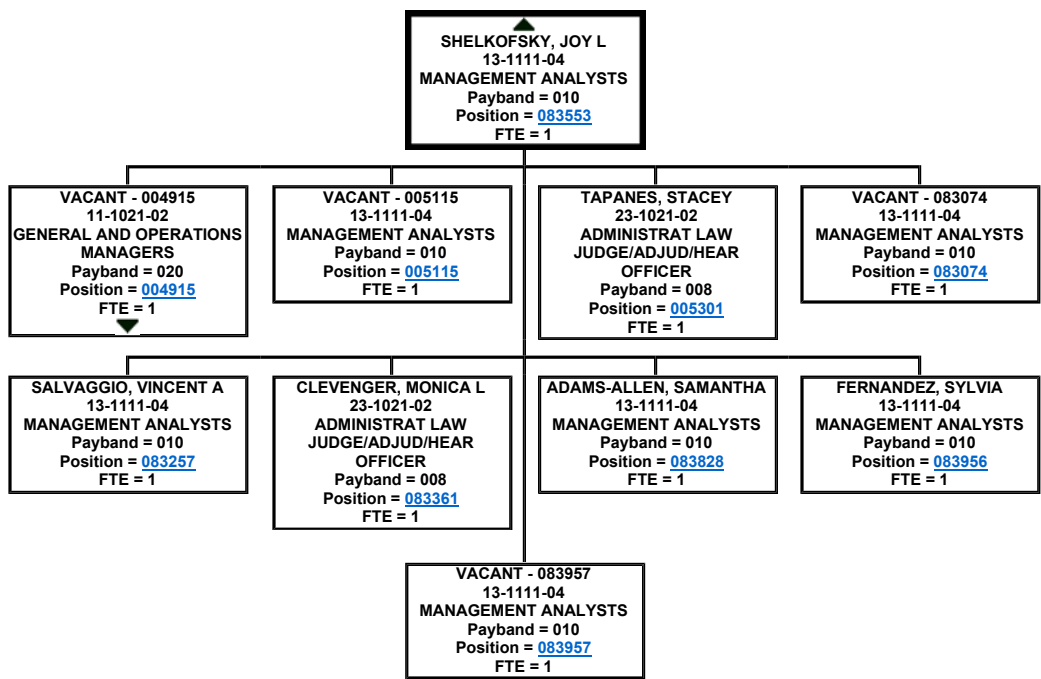 SHELKOFSKY, JOY L
13-1111-04
MANAGEMENT ANALYSTS
Payband = 010
Position = 083553
FTE = 1
VACANT - 004915
11-1021-02
GENERAL AND OPERATIONS
MANAGERS
Payband = 020
Position = 004915
FTE = 1
VACANT - 005115
13-1111-04
MANAGEMENT ANALYSTS
Payband = 010
Position = 005115
FTE = 1
TAPANES, STACEY
23-1021-02
ADMINISTRAT LAW
JUDGE/ADJUD/HEAR
OFFICER
Payband = 008
Position = 005301
FTE = 1
VACANT - 083074
13-1111-04
MANAGEMENT ANALYSTS
Payband = 010
Position = 083074
FTE = 1
SALVAGGIO, VINCENT A
13-1111-04
MANAGEMENT ANALYSTS
Payband = 010
Position = 083257
FTE = 1
CLEVENGER, MONICA L
23-1021-02
ADMINISTRAT LAW
JUDGE/ADJUD/HEAR
OFFICER
Payband = 008
Position = 083361
FTE = 1
ADAMS-ALLEN, SAMANTHA
13-1111-04
MANAGEMENT ANALYSTS
Payband = 010
Position = 083828
FTE = 1
FERNANDEZ, SYLVIA
13-1111-04
MANAGEMENT ANALYSTS
Payband = 010
Position = 083956
FTE = 1
VACANT - 083957
13-1111-04
MANAGEMENT ANALYSTS
Payband = 010
Position = 083957
FTE = 1